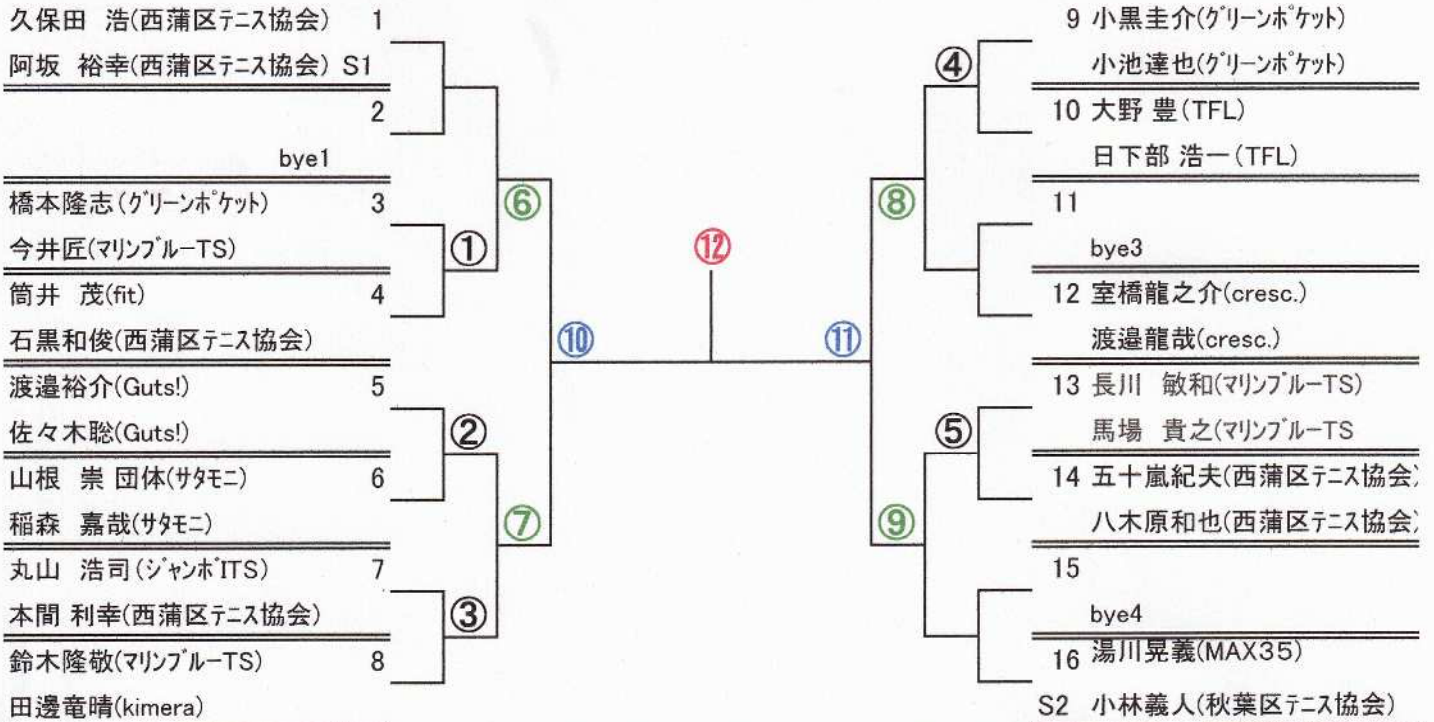 久保田 浩(西蒲区テニス協会) 1
阿坂 裕幸(西蒲区テニス協会) S1
2
bye1
橋本隆志(グリーンポケット) 3
今井匠(マリンブルーTS)
筒井 茂(fit) 4
石黒和俊(西蒲区テニス協会)
渡邉裕介(Guts!) 5
佐々木聡(Guts!)
山根 崇 団体(サタモニ) 6
稲森 嘉哉(サタモニ)
丸山 浩司(ジャンボITS) 7
本間 利幸(西蒲区テニス協会)
鈴木隆敬(マリンブルーTS) 8
田邊竜晴(kimera)
①
②
③
⑥
⑦
⑩
⑫
⑪
⑧
⑨
④
⑤
9 小黒圭介(グリーンポケット)
小池達也(グリーンポケット)
10 大野 豊(TFL)
日下部 浩一(TFL)
11
bye3
12 室橋龍之介(cresc.)
渡邉龍哉(cresc.)
13 長川 敏和(マリンブルーTS)
馬場 貴之(マリンブルーTS
14 五十嵐紀夫(西蒲区テニス協会)
八木原和也(西蒲区テニス協会)
15
bye4
16 湯川晃義(MAX35)
S2 小林義人(秋葉区テニス協会)